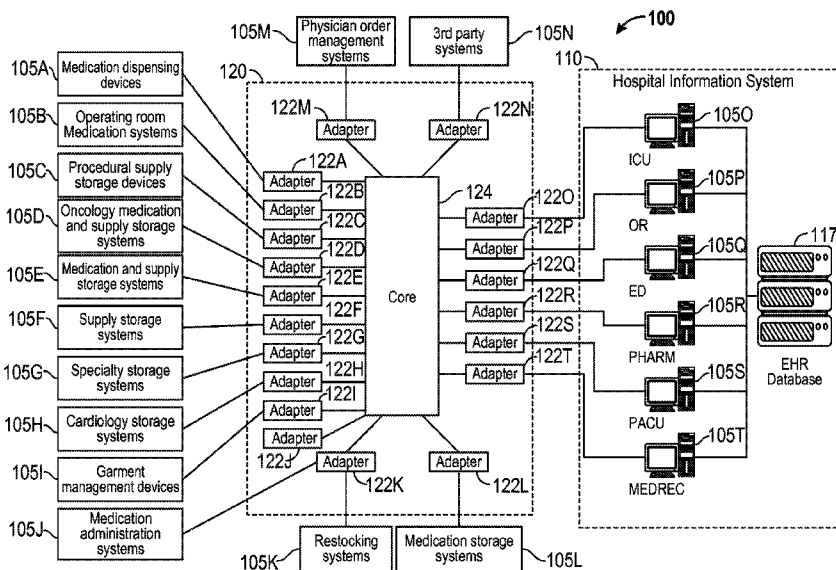 100
105M
Physician order
management
systems
3rd party
systems
105N
110
Hospital Information System
120
105A
Medication dispensing
devices
105B
Operating room
Medication systems
105C
Procedural supply
storage devices
105D
Oncology medication
and supply storage
systems
105E
Medication and supply
storage systems
105F
Supply storage
systems
105G
Specialty storage
systems
105H
Cardiology storage
systems
105I
Garment
management devices
105J
Medication
administration
systems
122M
Adapter
Adapter
122N
122A
Adapter
122B
Adapter
122C
Adapter
122D
Adapter
122E
Adapter
122F
Adapter
122G
Adapter
122H
Adapter
122I
Adapter
Adapter
122J
Adapter
122K
Adapter
122L
124
Core
122O
Adapter
122P
Adapter
122Q
Adapter
122R
Adapter
122S
Adapter
122T
Adapter
105O
ICU
105P
OR
105Q
ED
105R
PHARM
105S
PACU
105T
MEDREC
117
EHR
Database
105K
Restocking
systems
Medication storage
systems
105L